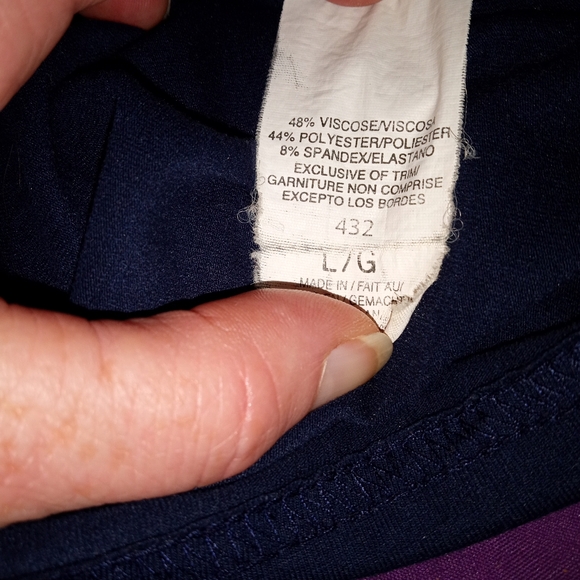 48% VISCOSE/VISCOSA
44% POLYESTER/POLIESTER
8% SPANDEX/ELASTANO
EXCLUSIVE OF TRIM/
GARNITURE NON COMPRISE
EXCEPTO LOS BORDES
432
L/G
MADE IN / FAIT AU/